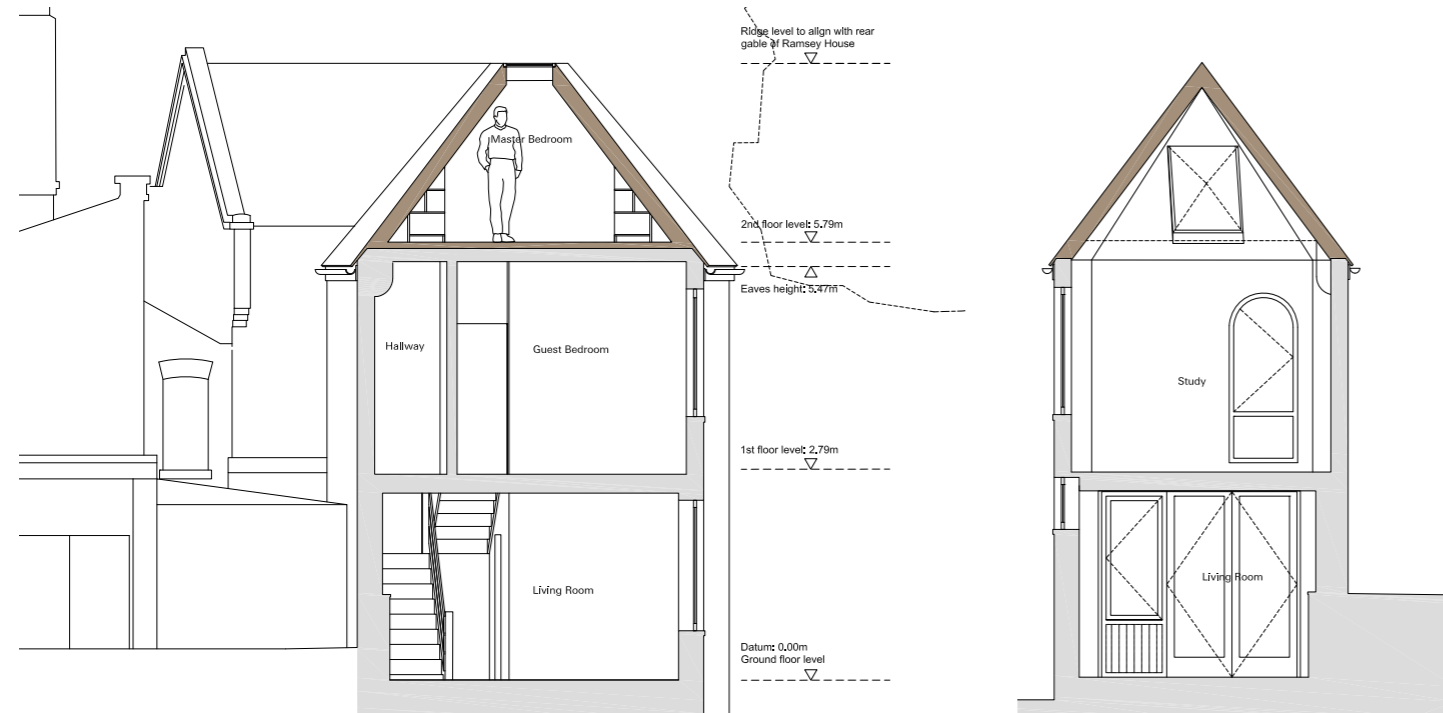 Ridge level to align with rear
gable of Ramsey House
Master Bedroom
2nd floor level: 5.79m
Eaves height: 5.47m
Hallway
Guest Bedroom
Study
1st floor level: 2.79m
Living Room
Living Room
Datum: 0.00m
Ground floor level